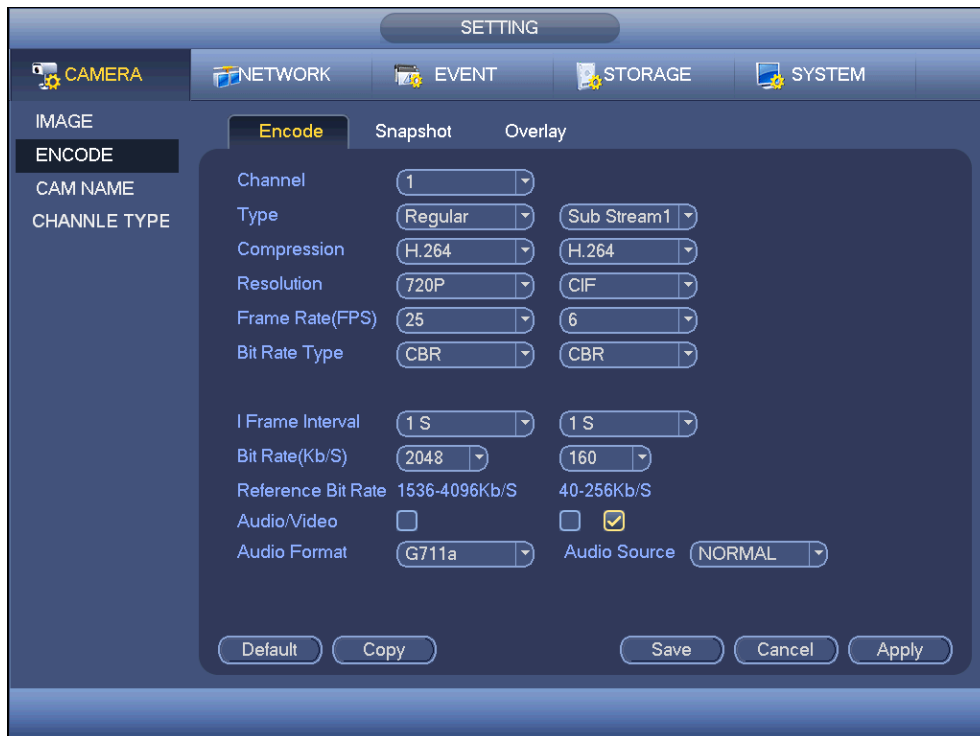 SETTING
CAMERA NETWORK EVENT STORAGE SYSTEM
IMAGE
ENCODE
CAM NAME
CHANNLE TYPE
Encode Snapshot Overlay
Channel 1
Type Regular Sub Stream1
Compression H.264 H.264
Resolution 720P CIF
Frame Rate(FPS) 25 6
Bit Rate Type CBR CBR
I Frame Interval 1 S 1 S
Bit Rate(Kb/S) 2048 160
Reference Bit Rate 1536-4096Kb/S 40-256Kb/S
Audio/Video
Audio Format G711a Audio Source NORMAL
Default Copy Save Cancel Apply